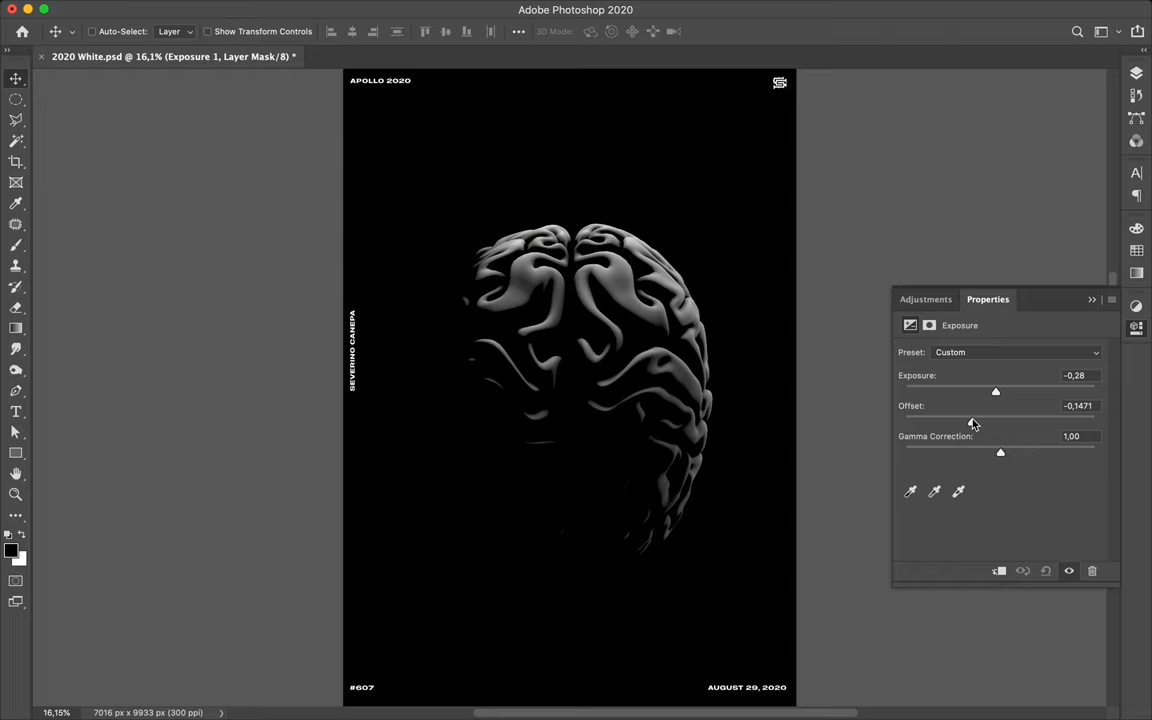 Adobe Photoshop 2020
Auto-Select: Layer Show Transform Controls 3D Mode:
2020 White.psd @ 16,1% (Exposure 1, Layer Mask/8) *
APOLLO 2020
SEVERINO CANEPA
Adjustments Properties
Exposure
Preset: Custom
Exposure: -0,28
Offset: -0,1471
Gamma Correction: 1,00
#607 AUGUST 29, 2020
16,15% 7016 px x 9933 px (300 ppi)